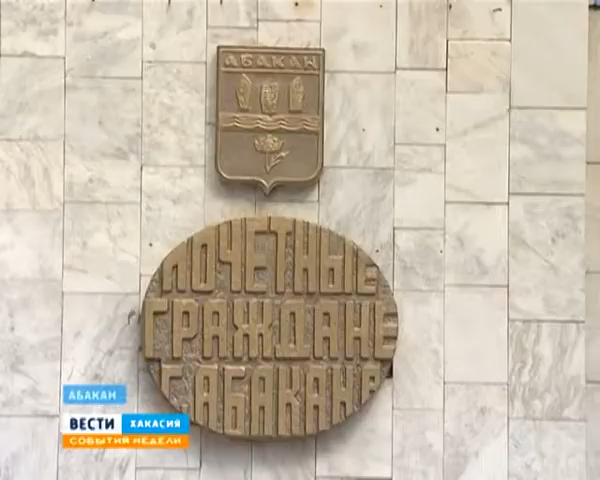 АБАКАН
ПОЧЕТНЫЕ
ГРАЖДАНЕ
Г.АБАКАНА
АБАКАН
ВЕСТИ ХАКАСИЯ
СОБЫТИЯ НЕДЕЛИ